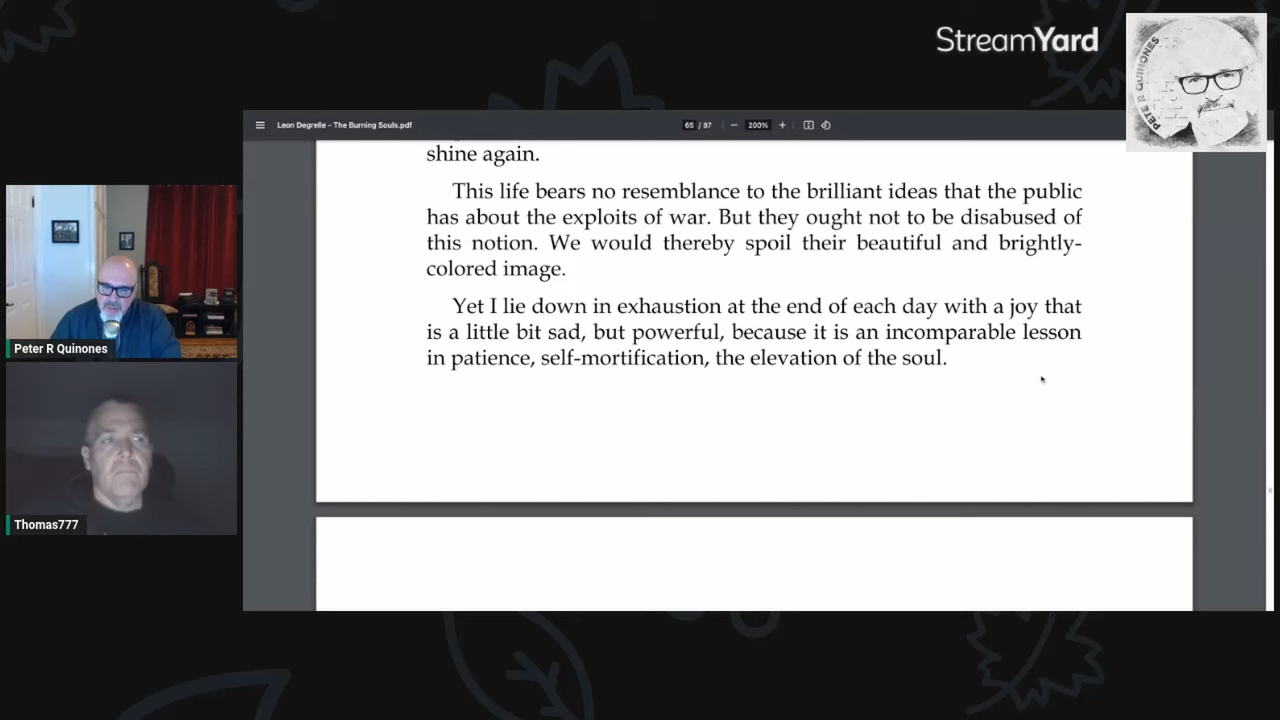 StreamYard
PETER R QUINONES
Leon Degrelle - The Burning Souls.pdf
65 / 87
200%
shine again.
This life bears no resemblance to the brilliant ideas that the public
has about the exploits of war. But they ought not to be disabused of
this notion. We would thereby spoil their beautiful and brightly-
colored image.
Yet I lie down in exhaustion at the end of each day with a joy that
is a little bit sad, but powerful, because it is an incomparable lesson
in patience, self-mortification, the elevation of the soul.
Peter R Quinones
Thomas777